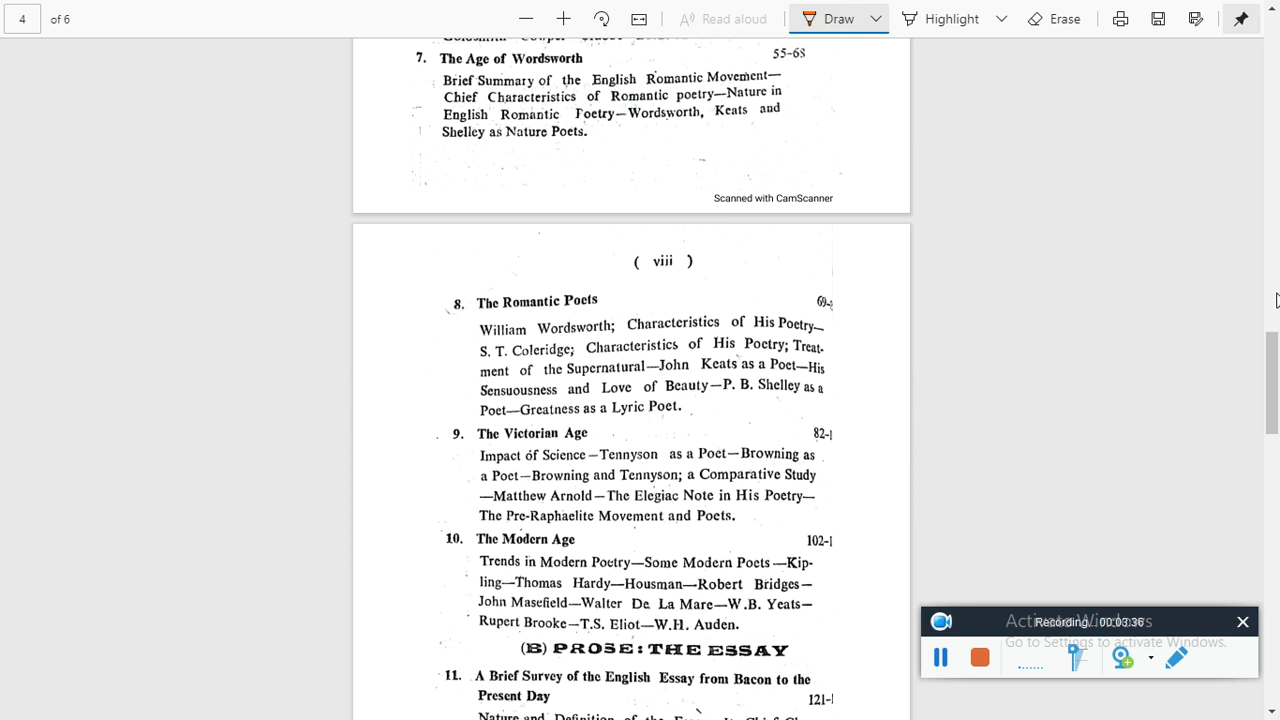 4 of 6
Read aloud
Draw
Highlight
Erase
7. The Age of Wordsworth 55-68
Brief Summary of the English Romantic Movement—
Chief Characteristics of Romantic poetry—Nature in
English Romantic Poetry—Wordsworth, Keats and
Shelley as Nature Poets.
Scanned with CamScanner
( viii )
8. The Romantic Poets 69-
William Wordsworth; Characteristics of His Poetry—
S. T. Coleridge; Characteristics of His Poetry; Treat-
ment of the Supernatural—John Keats as a Poet—His
Sensuousness and Love of Beauty—P. B. Shelley as a
Poet—Greatness as a Lyric Poet.
9. The Victorian Age 82-
Impact of Science—Tennyson as a Poet—Browning as
a Poet—Browning and Tennyson; a Comparative Study
—Matthew Arnold—The Elegiac Note in His Poetry—
The Pre-Raphaelite Movement and Poets.
10. The Modern Age 102-
Trends in Modern Poetry—Some Modern Poets—Kip-
ling—Thomas Hardy—Housman—Robert Bridges—
John Masefield—Walter De La Mare—W.B. Yeats—
Rupert Brooke—T.S. Eliot—W.H. Auden.
(B) PROSE: THE ESSAY
11. A Brief Survey of the English Essay from Bacon to the
Present Day 121-
Activate Windows
Go to Settings to activate Windows.
Recording... 00:03:36